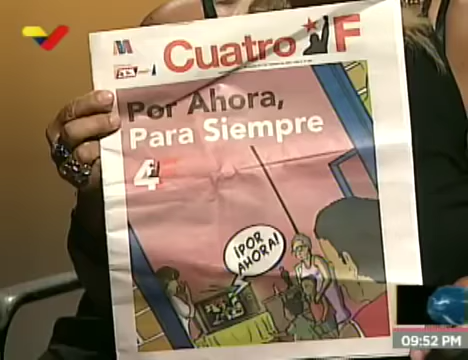 Cuatro F
Por Ahora,
Para Siempre
4F
¡POR
AHORA!
09:52 PM